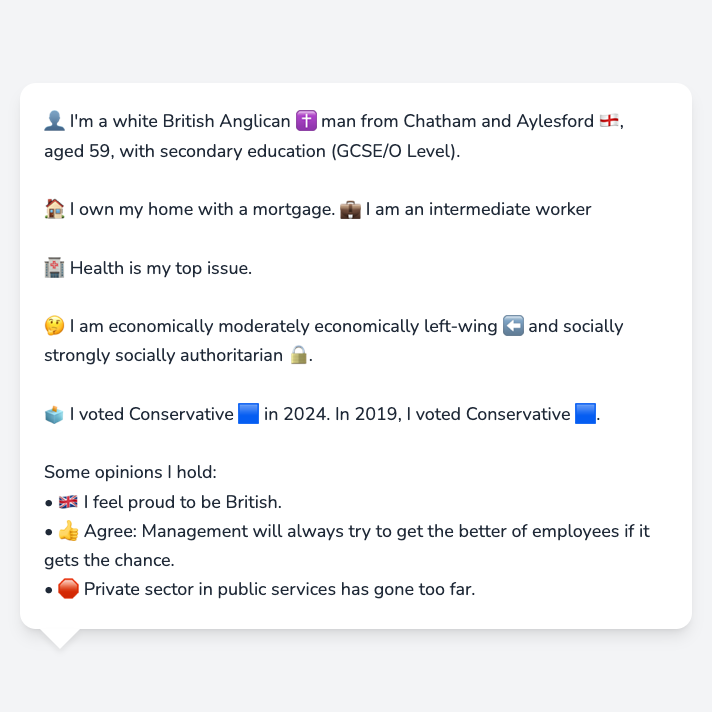 👤 I'm a white British Anglican ✝️ man from Chatham and Aylesford 🏴󠁧󠁢󠁥󠁮󠁧󠁿,
aged 59, with secondary education (GCSE/O Level).
🏠 I own my home with a mortgage. 💼 I am an intermediate worker
🏥 Health is my top issue.
🤔 I am economically moderately economically left-wing ⬅️ and socially
strongly socially authoritarian 🔒.
🗳️ I voted Conservative 🟦 in 2024. In 2019, I voted Conservative 🟦.
Some opinions I hold:
• 🇬🇧 I feel proud to be British.
• 👍 Agree: Management will always try to get the better of employees if it
gets the chance.
• 🛑 Private sector in public services has gone too far.